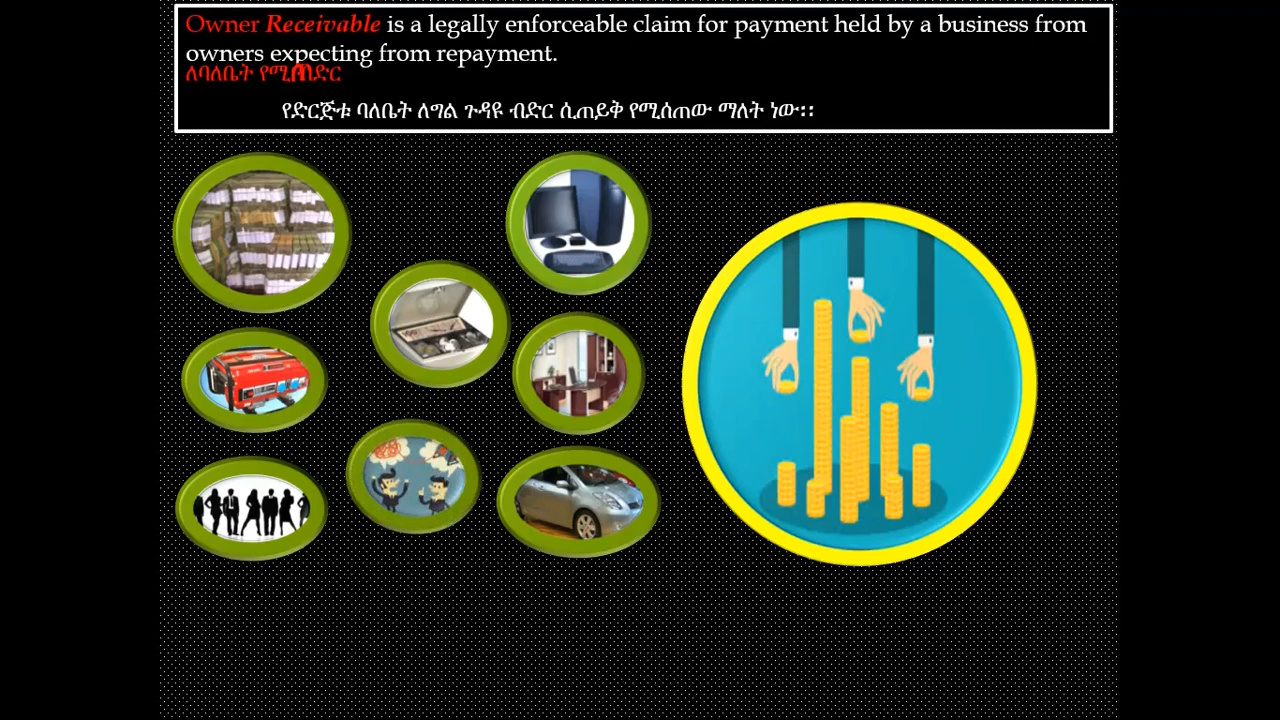 Owner Receivable is a legally enforceable claim for payment held by a business from
owners expecting from repayment.
ለባለቤት
የድርጅቱ ባለቤት ለግል ጉዳዩ ብድር ሲጠይቅ የሚሰጠው ማለት ነው፡፡